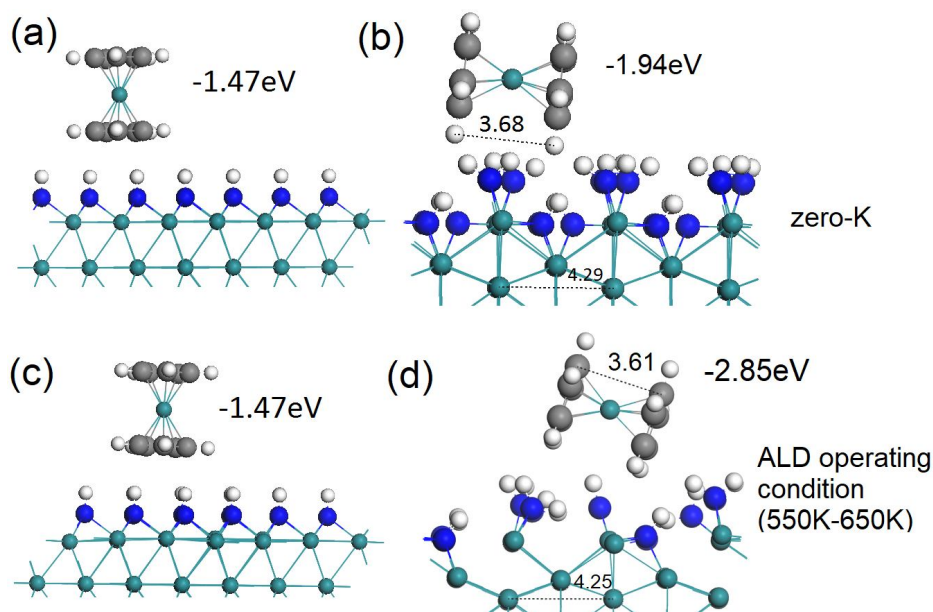 (a)
-1.47eV
(b)
-1.94eV
3.68
zero-K
4.29
(c)
-1.47eV
(d)
3.61
-2.85eV
ALD operating
condition
(550K-650K)
4.25